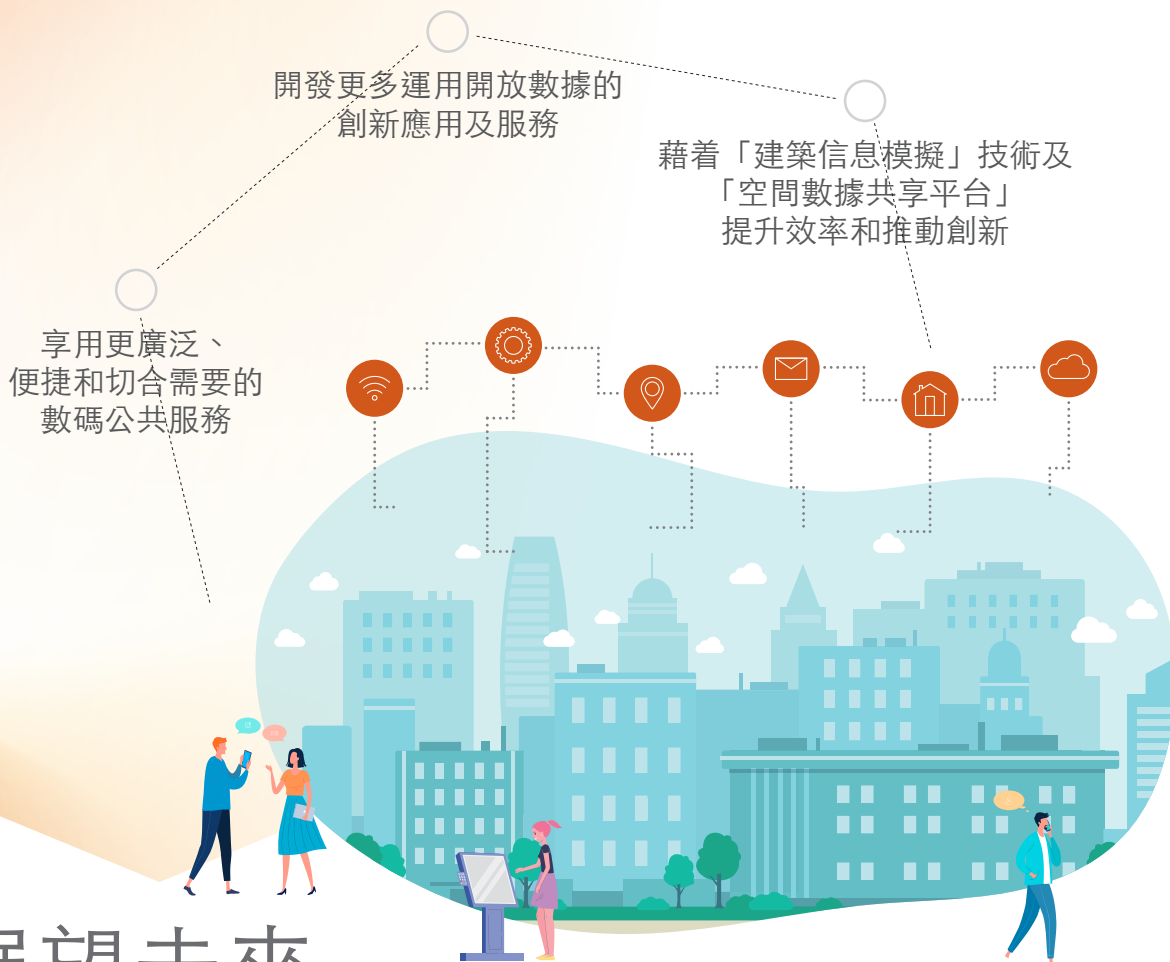 開發更多運用開放數據的
創新應用及服務
藉着「建築信息模擬」技術及
「空間數據共享平台」
提升效率和推動創新
享用更廣泛、
便捷和切合需要的
數碼公共服務
望未來